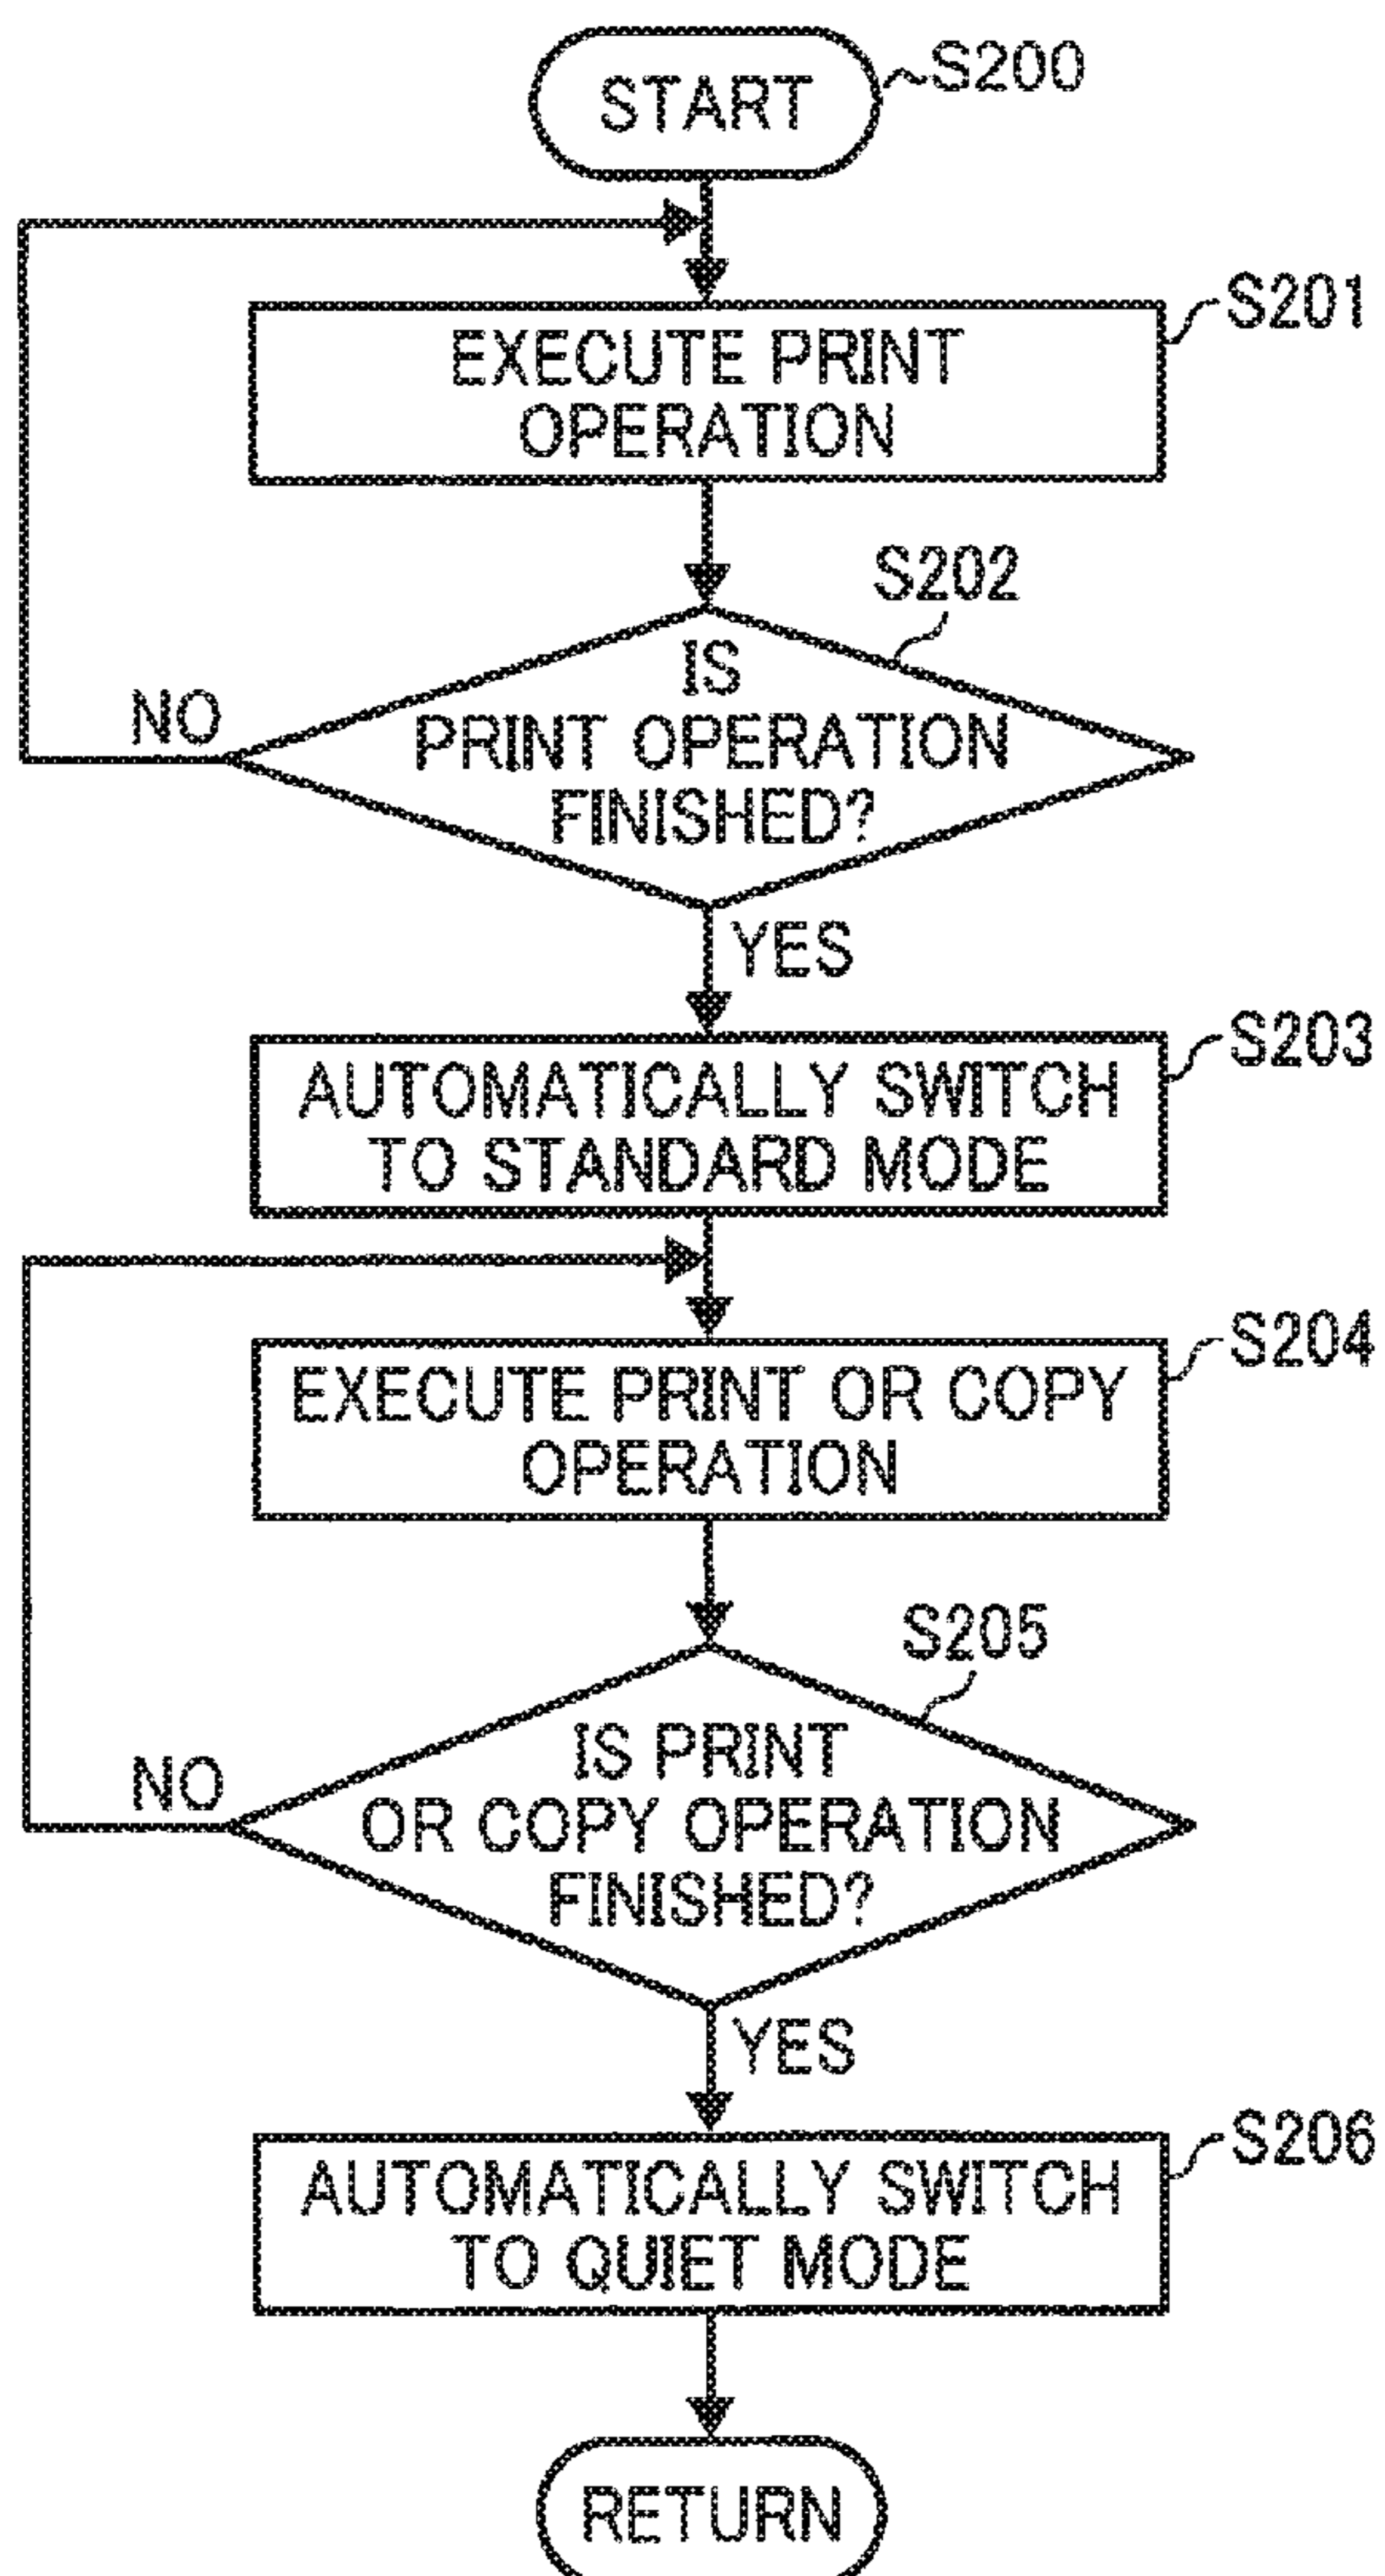 START
S200
S201
EXECUTE PRINT
OPERATION
S202
IS
PRINT OPERATION
FINISHED?
NO
YES
S203
AUTOMATICALLY SWITCH
TO STANDARD MODE
S204
EXECUTE PRINT OR COPY
OPERATION
S205
IS PRINT
OR COPY OPERATION
FINISHED?
NO
YES
S206
AUTOMATICALLY SWITCH
TO QUIET MODE
RETURN